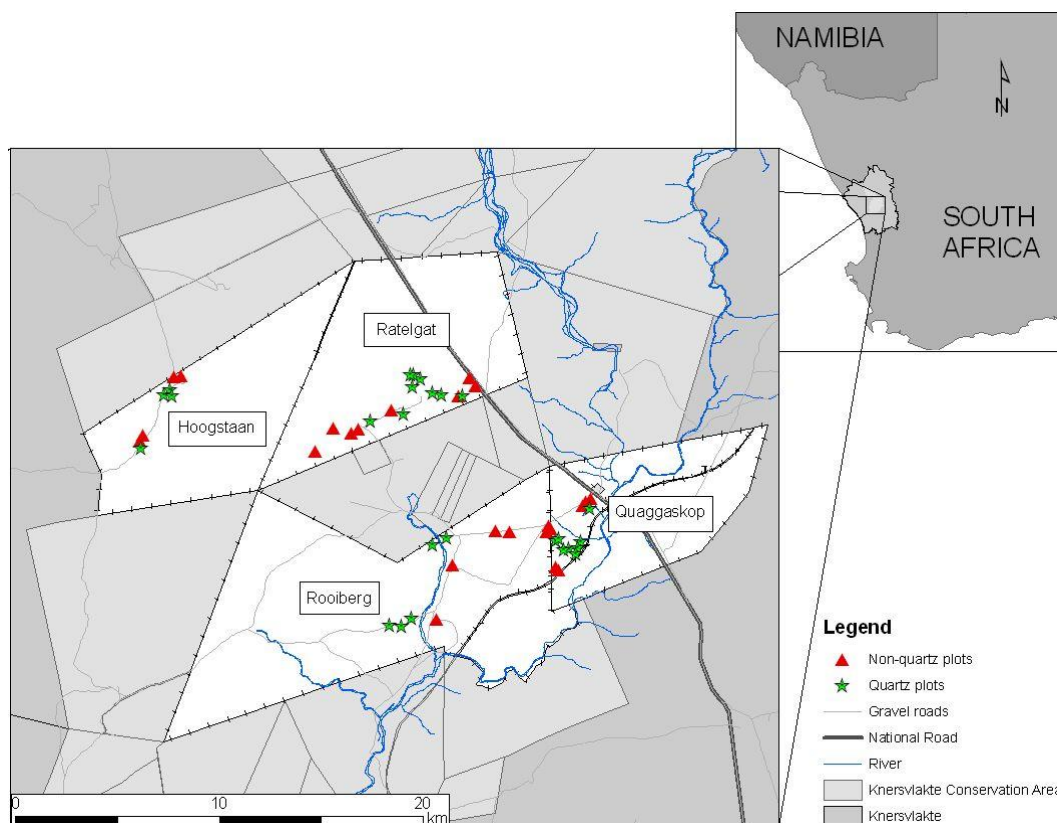 NAMIBIA
N
SOUTH
AFRICA
Ratelgat
Hoogstaan
Quaggaskop
Rooiberg
Legend
Non-quartz plots
Quartz plots
Gravel roads
National Road
River
Knersvlakte Conservation Area
Knersvlakte
0 10 20
km